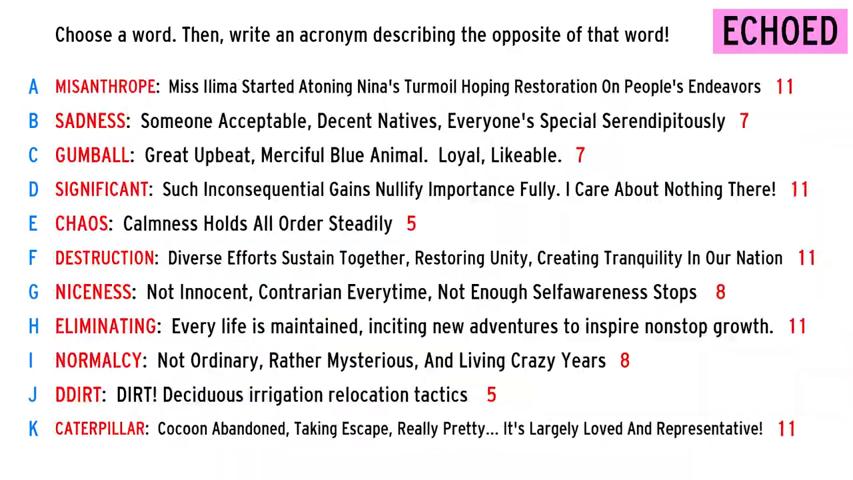 Choose a word. Then, write an acronym describing the opposite of that word!
ECHOED
A MISANTHROPE: Miss Ilima Started Atoning Nina's Turmoil Hoping Restoration On People's Endeavors 11
B SADNESS: Someone Acceptable, Decent Natives, Everyone's Special Serendipitously 7
C GUMBALL: Great Upbeat, Merciful Blue Animal. Loyal, Likeable. 7
D SIGNIFICANT: Such Inconsequential Gains Nullify Importance Fully. I Care About Nothing There! 11
E CHAOS: Calmness Holds All Order Steadily 5
F DESTRUCTION: Diverse Efforts Sustain Together, Restoring Unity, Creating Tranquility In Our Nation 11
G NICENESS: Not Innocent, Contrarian Everytime, Not Enough Selfawareness Stops 8
H ELIMINATING: Every life is maintained, inciting new adventures to inspire nonstop growth. 11
I NORMALCY: Not Ordinary, Rather Mysterious, And Living Crazy Years 8
J DDIRT: DIRT! Deciduous irrigation relocation tactics 5
K CATERPILLAR: Cocoon Abandoned, Taking Escape, Really Pretty... It's Largely Loved And Representative! 11